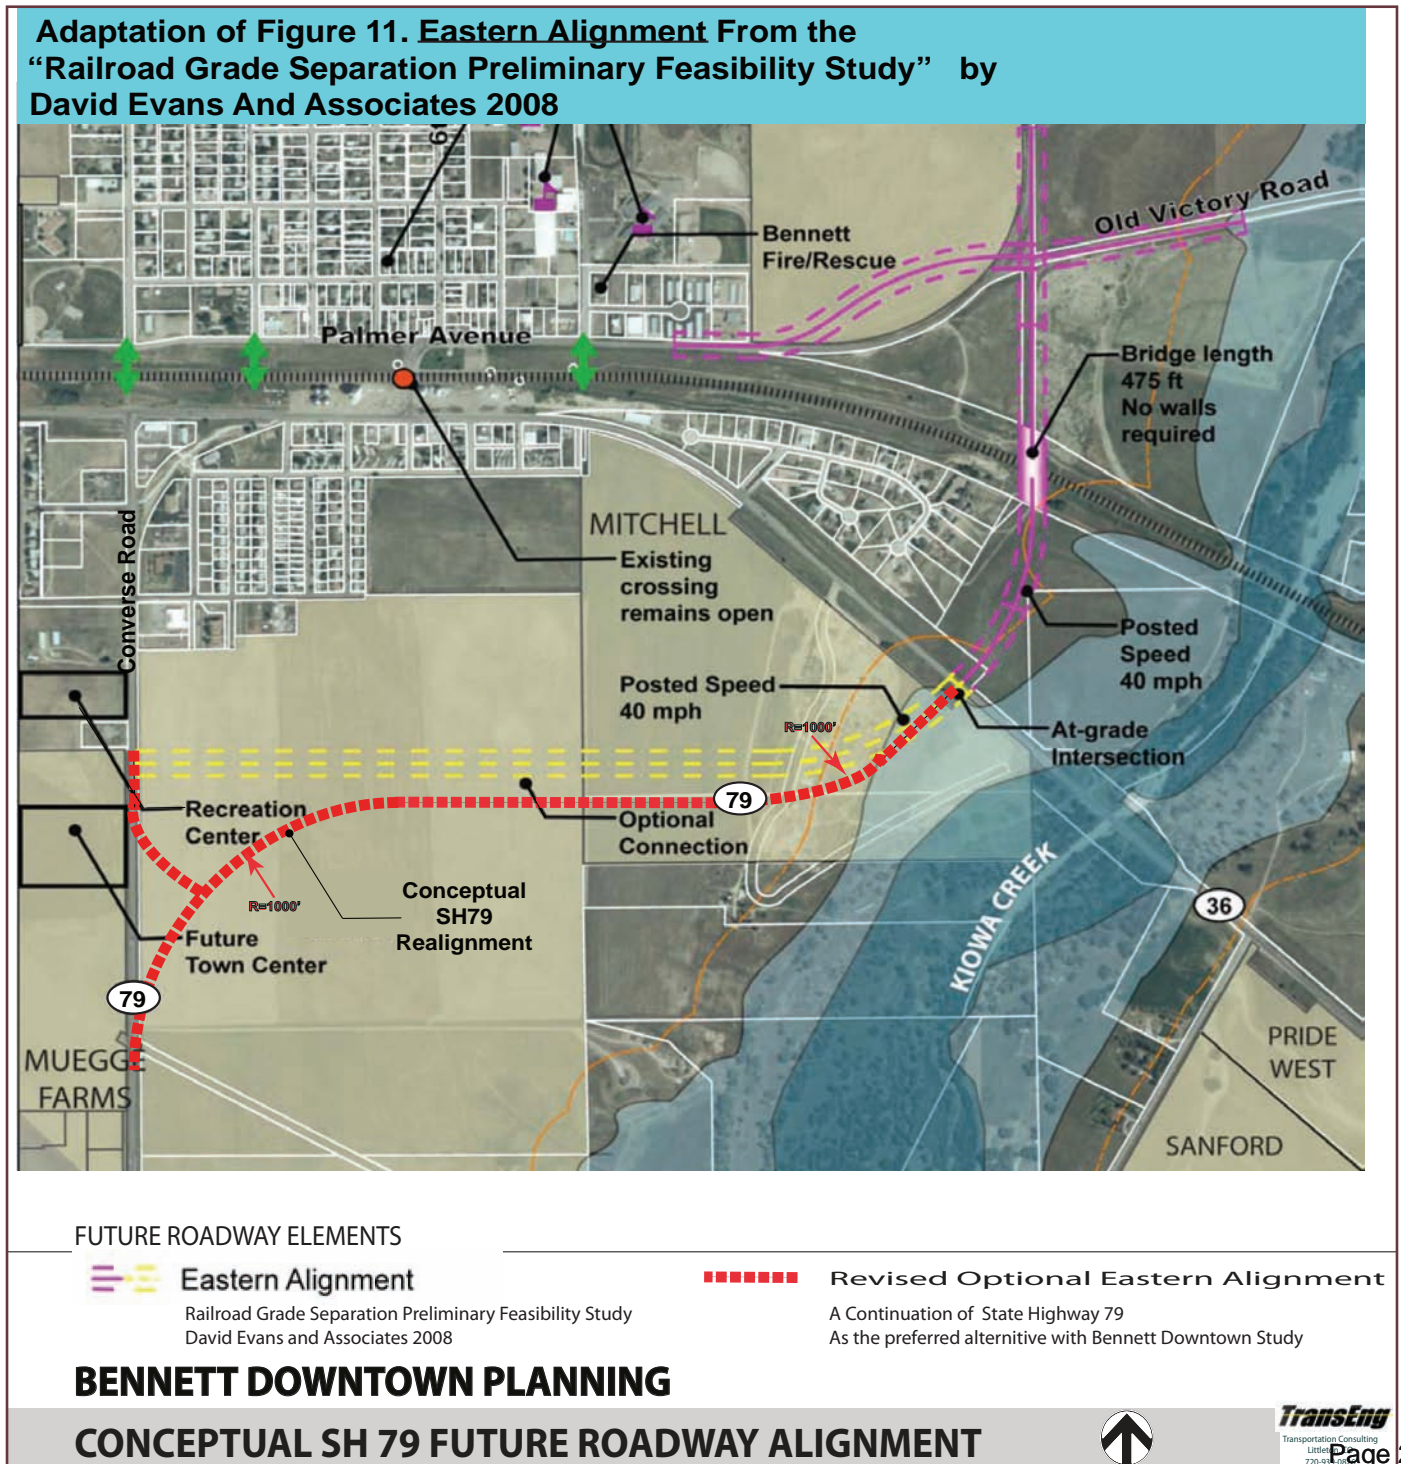 Adaptation of Figure 11. Eastern Alignment From the
“Railroad Grade Separation Preliminary Feasibility Study” by
David Evans And Associates 2008
Old Victory Road
Bennett
Fire/Rescue
Palmer Avenue
Bridge length
475 ft
No walls
required
Converse Road
MITCHELL
Existing
crossing
remains open
Posted
Speed
40 mph
Posted Speed
40 mph
R=1000'
At-grade
Intersection
79
Recreation
Center
Optional
Connection
R=1000'
Conceptual
SH79
Realignment
Future
Town Center
KIOWA CREEK
36
79
MUEGGE
FARMS
PRIDE
WEST
SANFORD
FUTURE ROADWAY ELEMENTS
Eastern Alignment
Railroad Grade Separation Preliminary Feasibility Study
David Evans and Associates 2008
Revised Optional Eastern Alignment
A Continuation of State Highway 79
As the preferred alternitive with Bennett Downtown Study
BENNETT DOWNTOWN PLANNING
CONCEPTUAL SH 79 FUTURE ROADWAY ALIGNMENT
TransEng
Transportation Consulting
Page 2